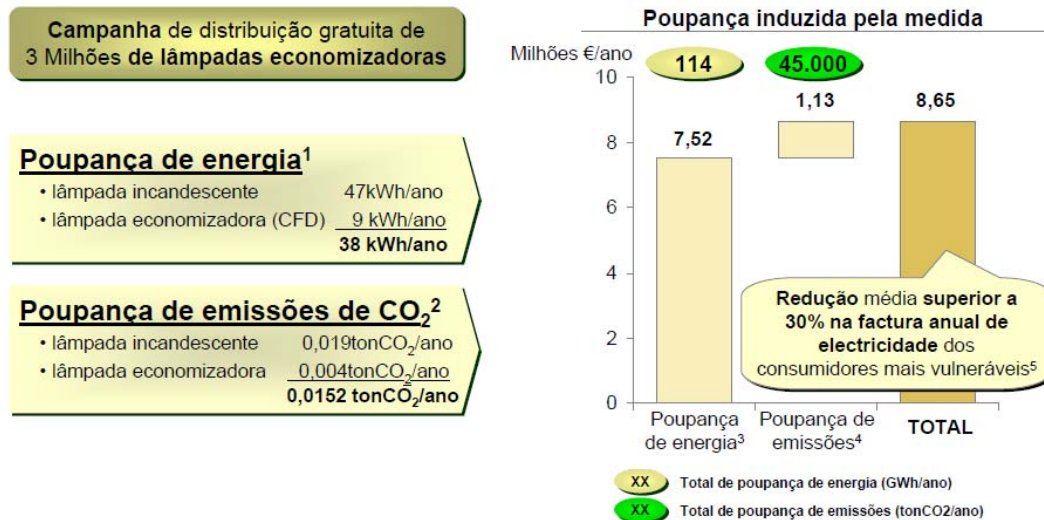 Campanha de distribuição gratuita de
3 Milhões de lâmpadas economizadoras
Poupança de energia¹
• lâmpada incandescente 47kWh/ano
• lâmpada economizadora (CFD) 9 kWh/ano
38 kWh/ano
Poupança de emissões de CO₂²
• lâmpada incandescente 0,019tonCO₂/ano
• lâmpada economizadora 0,004tonCO₂/ano
0,0152 tonCO₂/ano
Poupança induzida pela medida
Milhões €/ano
114
45.000
10
8
6
4
2
0
7,52
1,13
8,65
Redução média superior a
30% na factura anual de
electricidade dos
consumidores mais vulneráveis⁵
Poupança
de energia³
Poupança de
emissões⁴
TOTAL
XX Total de poupança de energia (GWh/ano)
XX Total de poupança de emissões (tonCO2/ano)